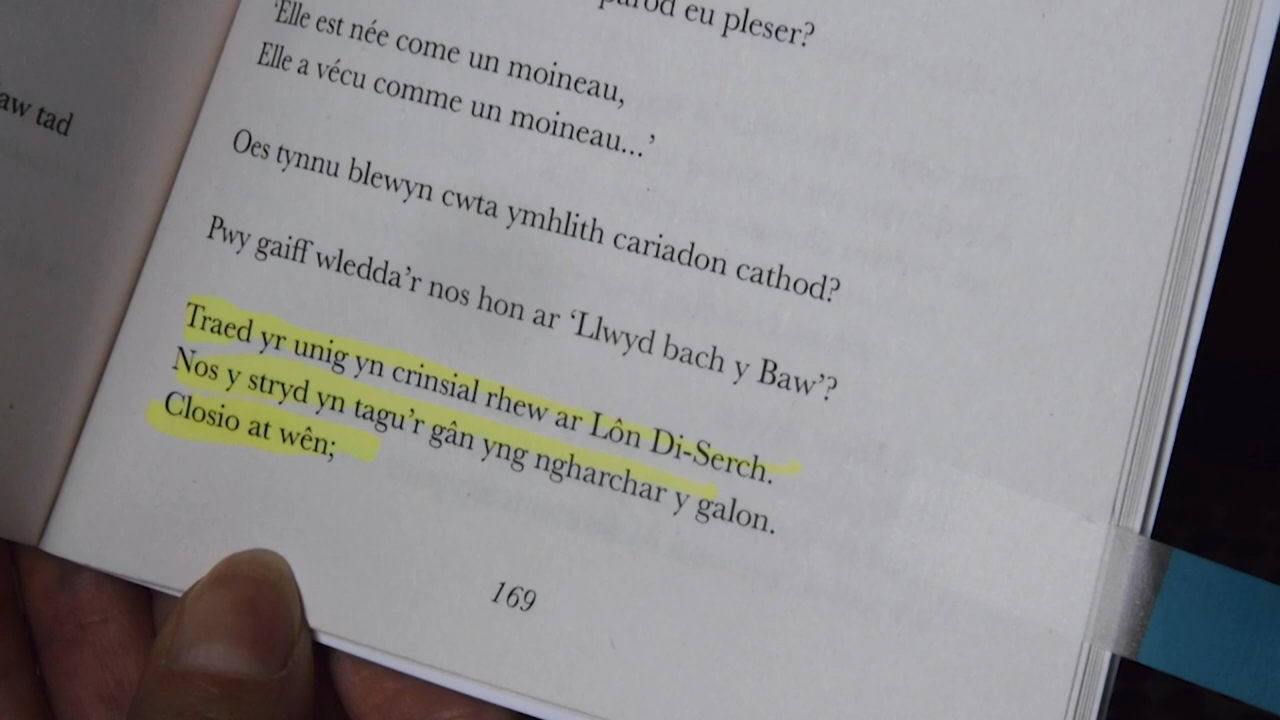 aw tad
parod eu pleser?
'Elle est née come un moineau,
Elle a vécu comme un moineau...'
Oes tynnu blewyn cwta ymhlith cariadon cathod?
Pwy gaiff wledda'r nos hon ar 'Llwyd bach y Baw'?
Traed yr unig yn crinsial rhew ar Lôn Di-Serch.
Nos y stryd yn tagu'r gân yng ngharchar y galon.
Closio at wên;
169